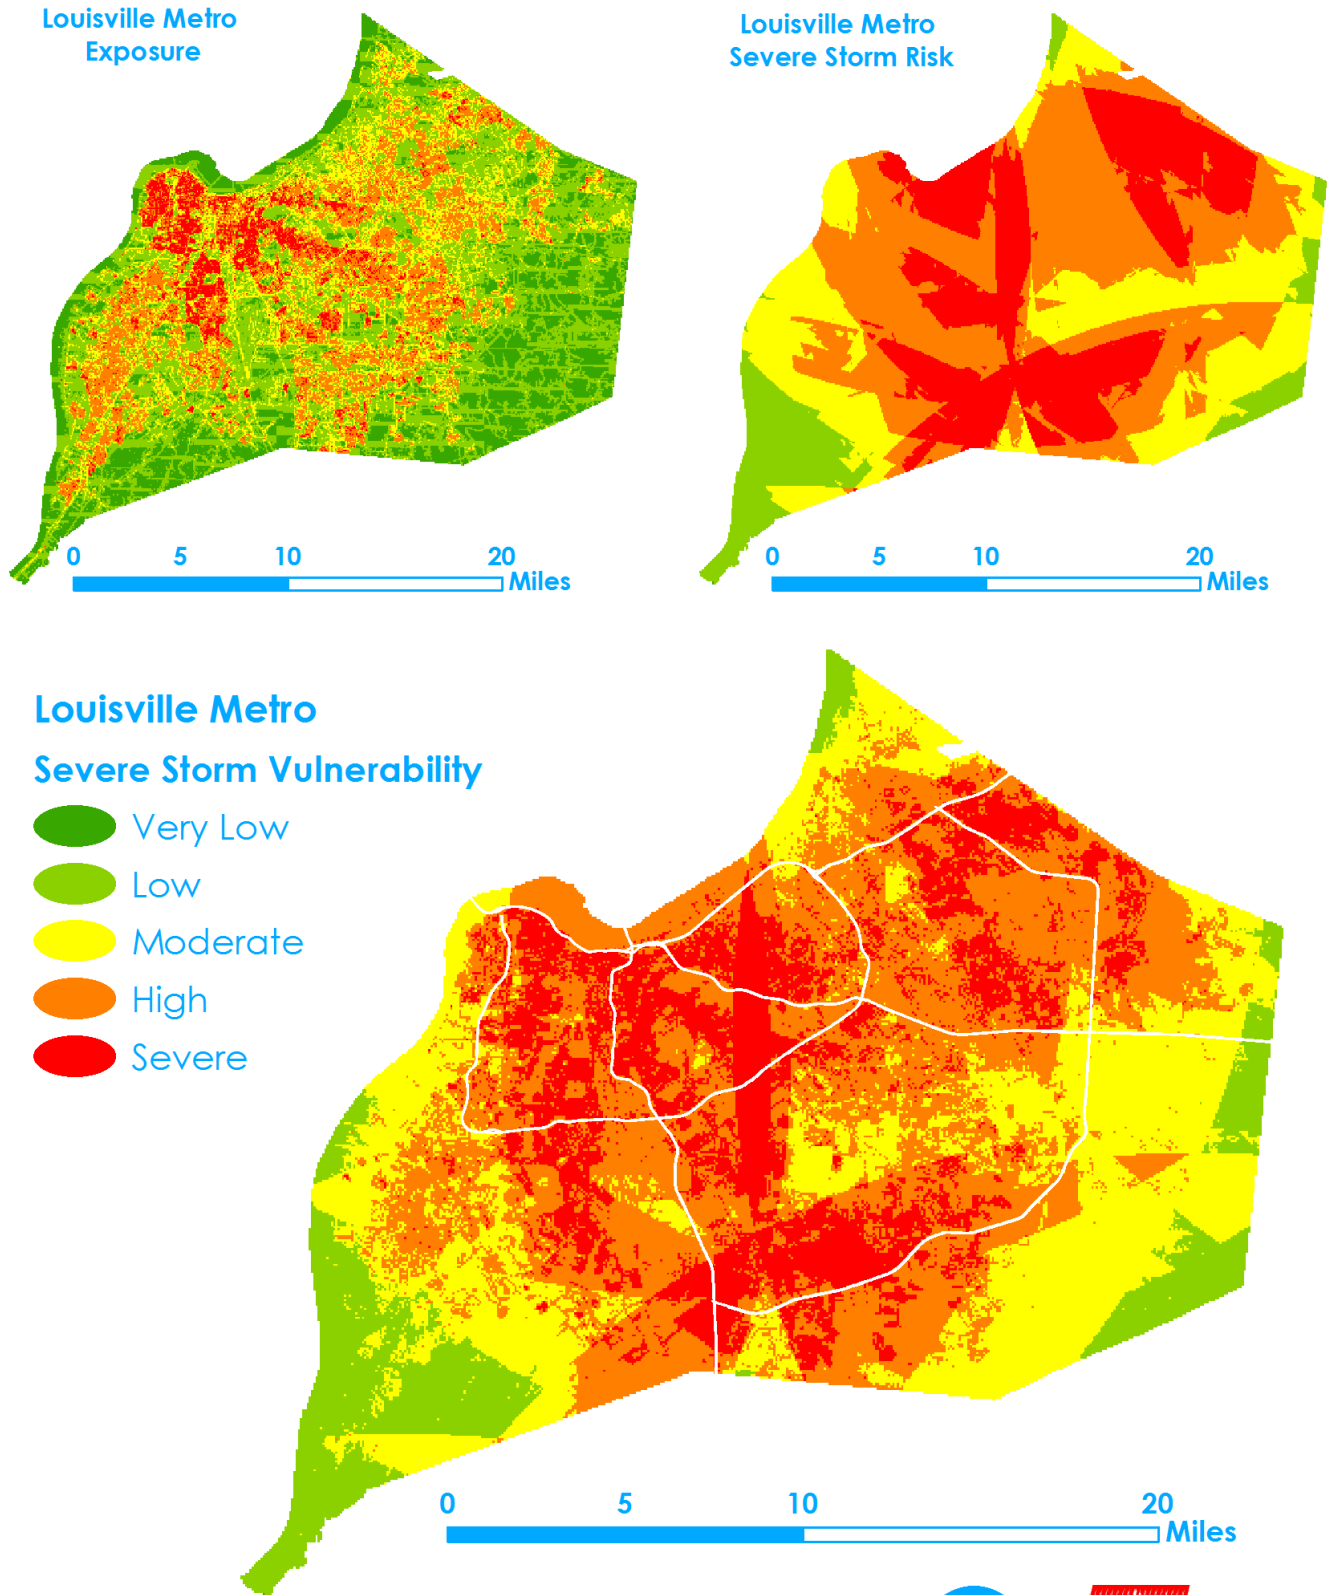 Louisville Metro
Exposure
Louisville Metro
Severe Storm Risk
0 5 10 20
Miles
0 5 10 20
Miles
Louisville Metro
Severe Storm Vulnerability
Very Low
Low
Moderate
High
Severe
0 5 10 20
Miles